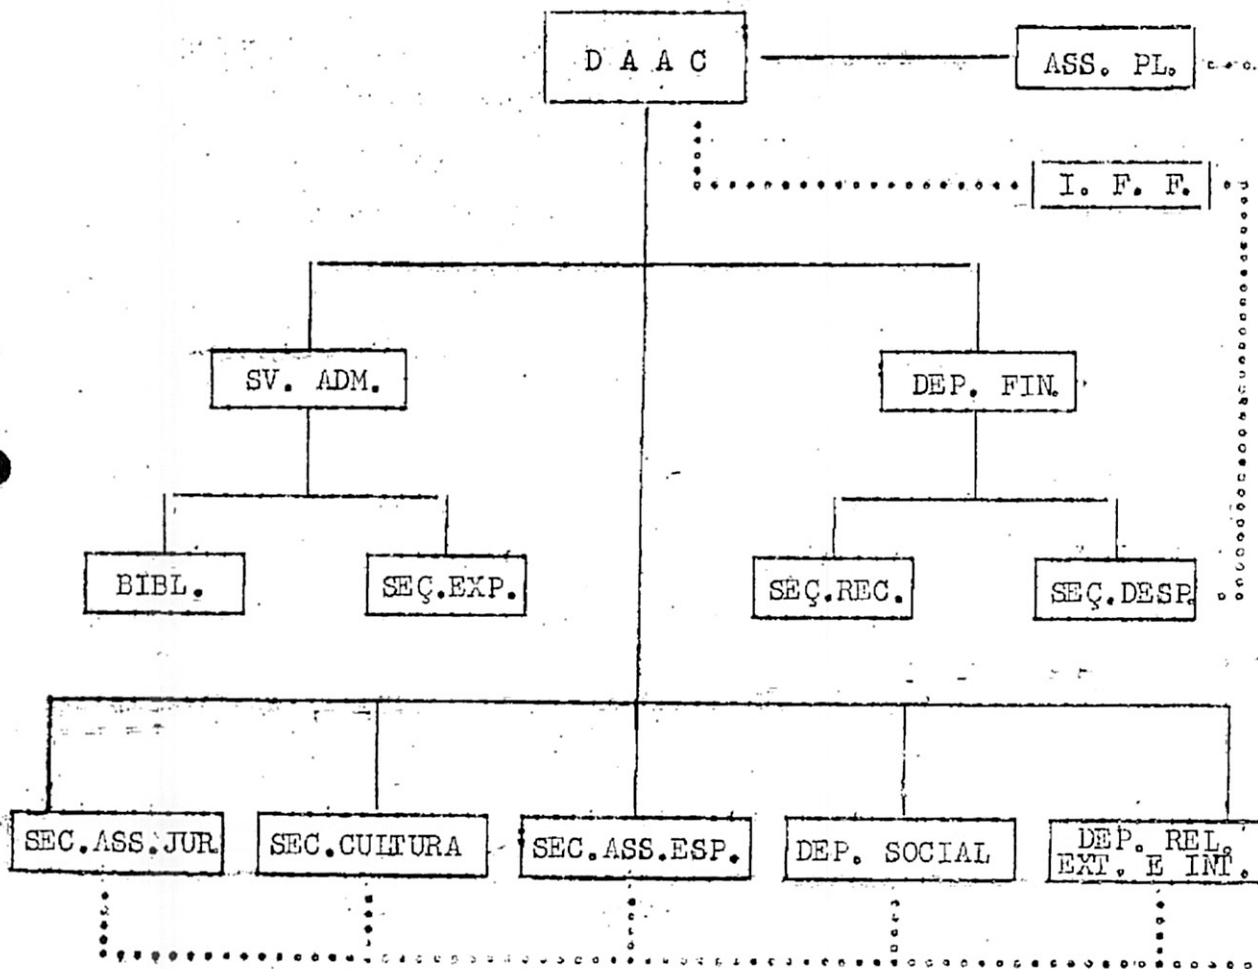 D A A C
ASS. PL.
I. F. F.
SV. ADM.
DEP. FIN.
BIBL.
SEÇ.EXP.
SEÇ.REC.
SEÇ.DESP.
SEC.ASS.JUR.
SEC.CULTURA
SEC.ASS.ESP.
DEP. SOCIAL
DEP. REL.
EXT. E INT.